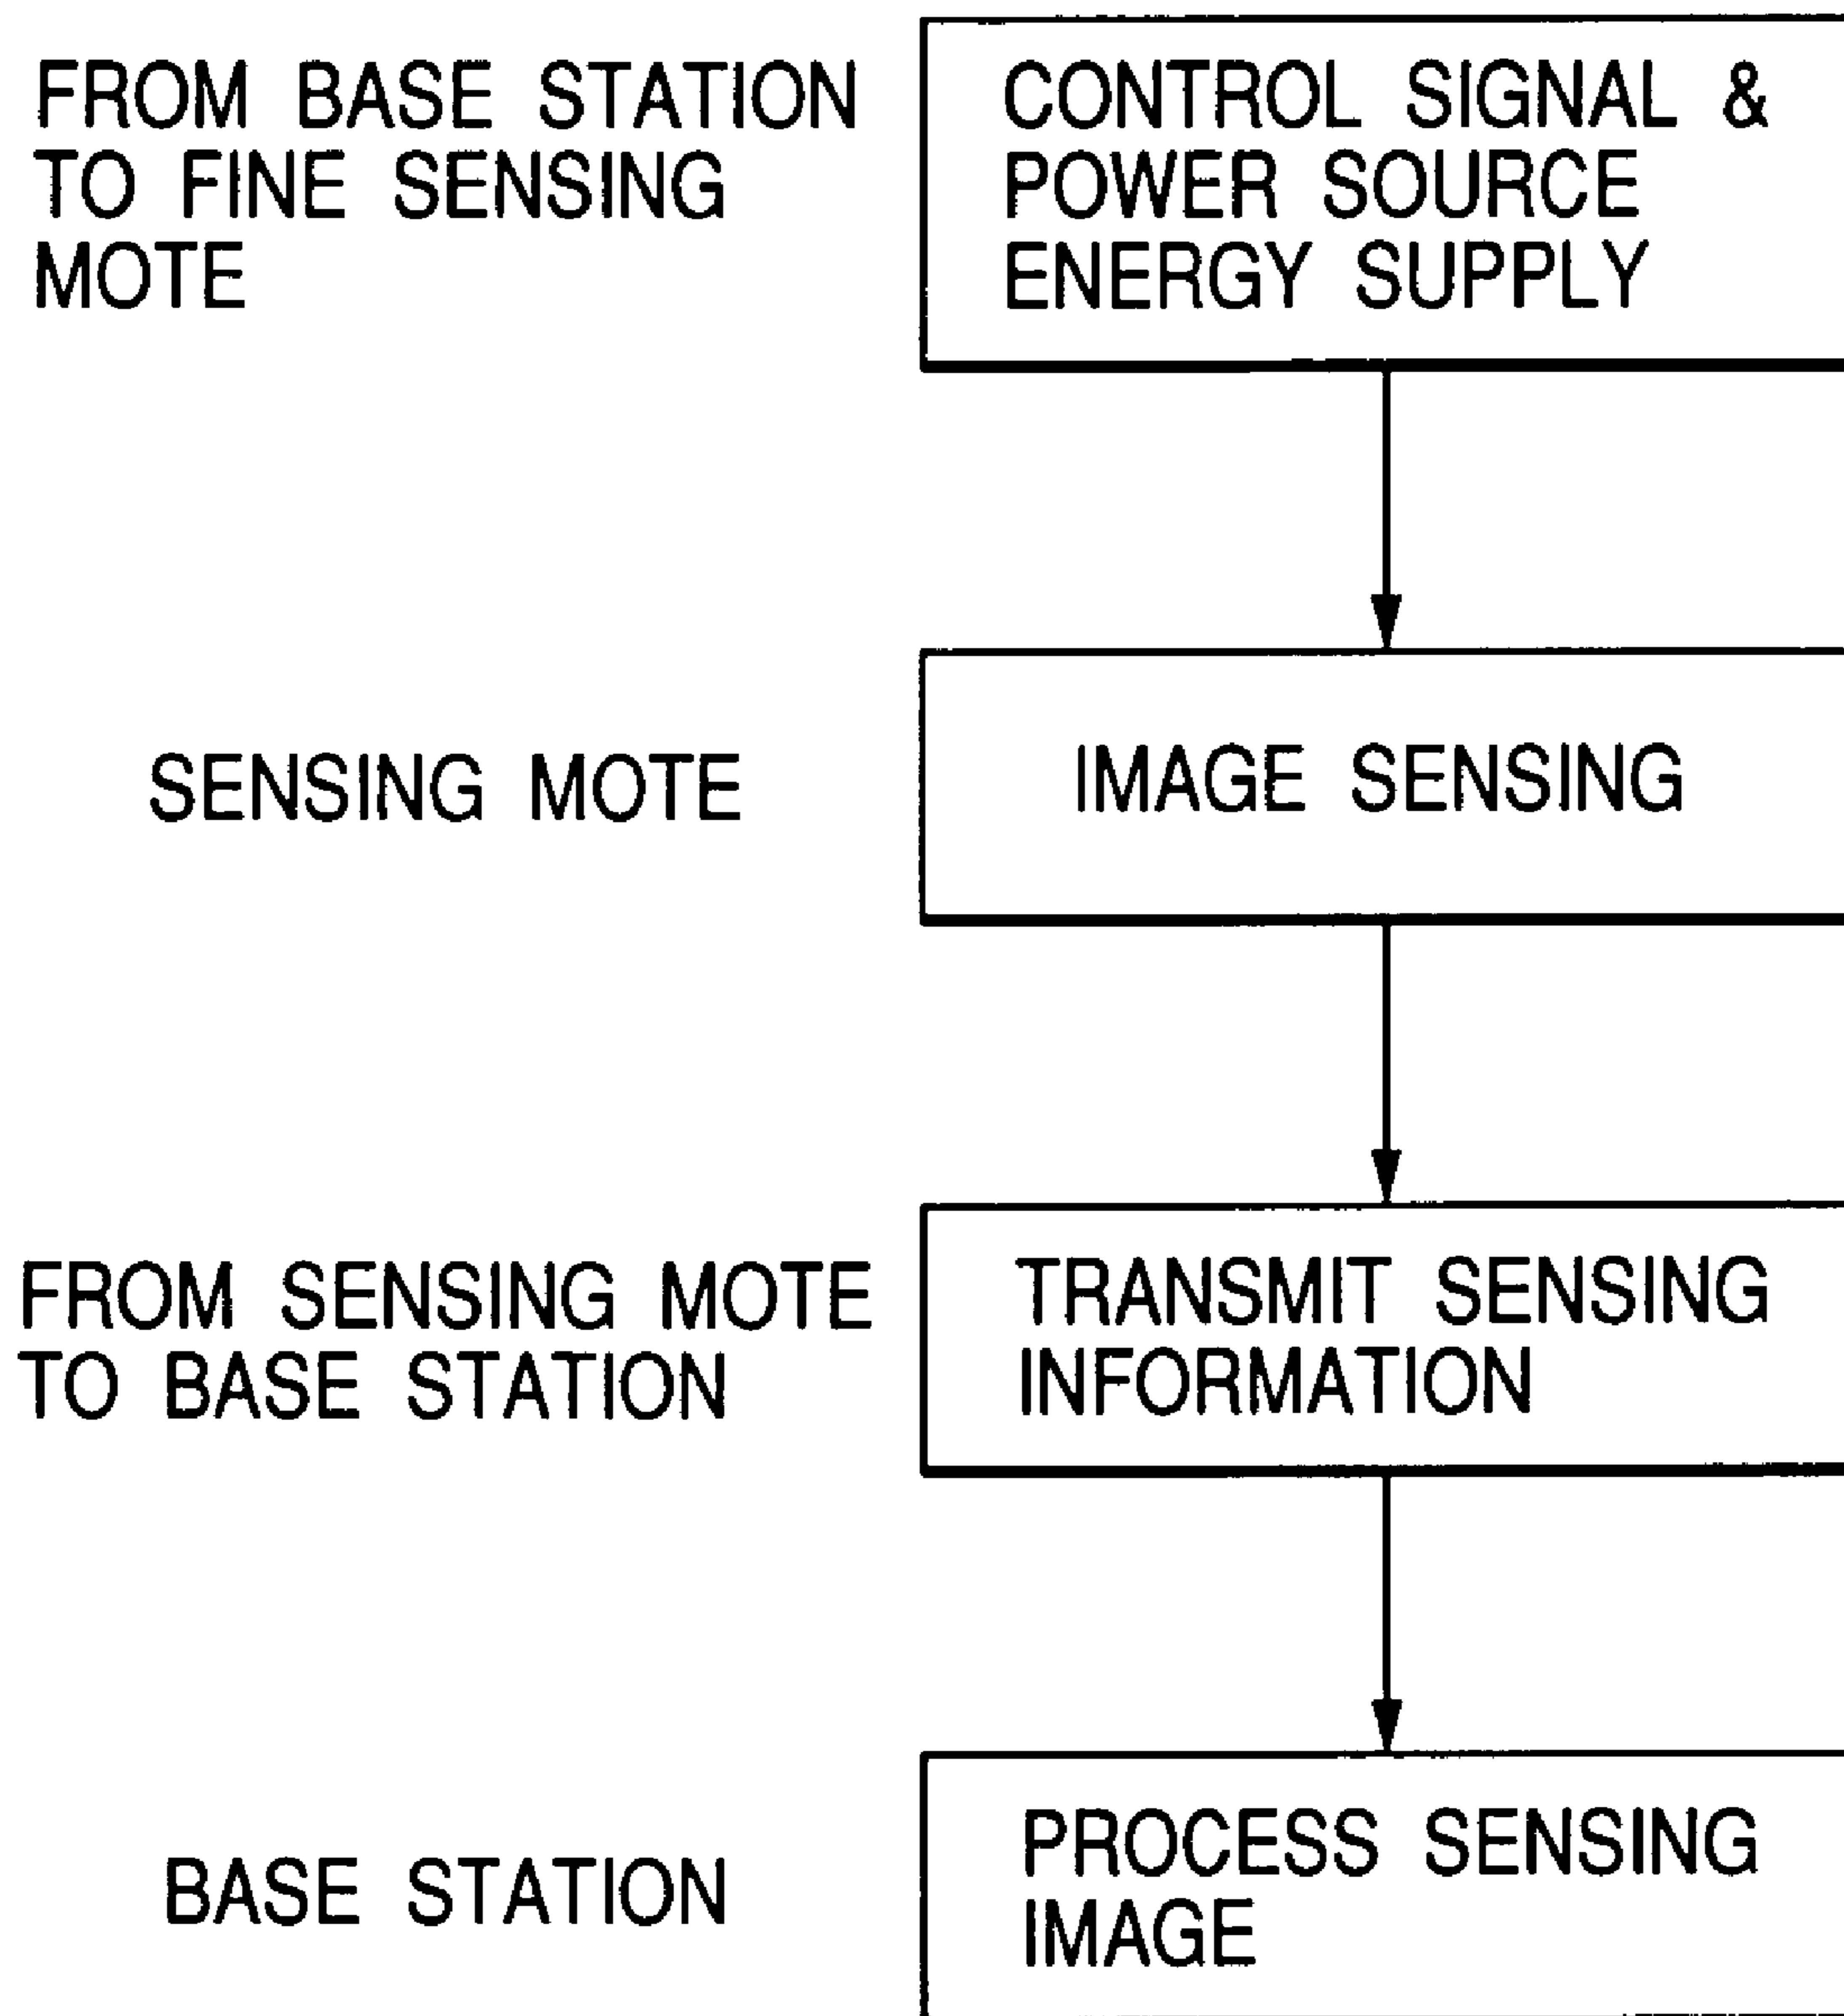 FROM BASE STATION
TO FINE SENSING
MOTE
CONTROL SIGNAL &
POWER SOURCE
ENERGY SUPPLY
SENSING MOTE
IMAGE SENSING
FROM SENSING MOTE
TO BASE STATION
TRANSMIT SENSING
INFORMATION
BASE STATION
PROCESS SENSING
IMAGE